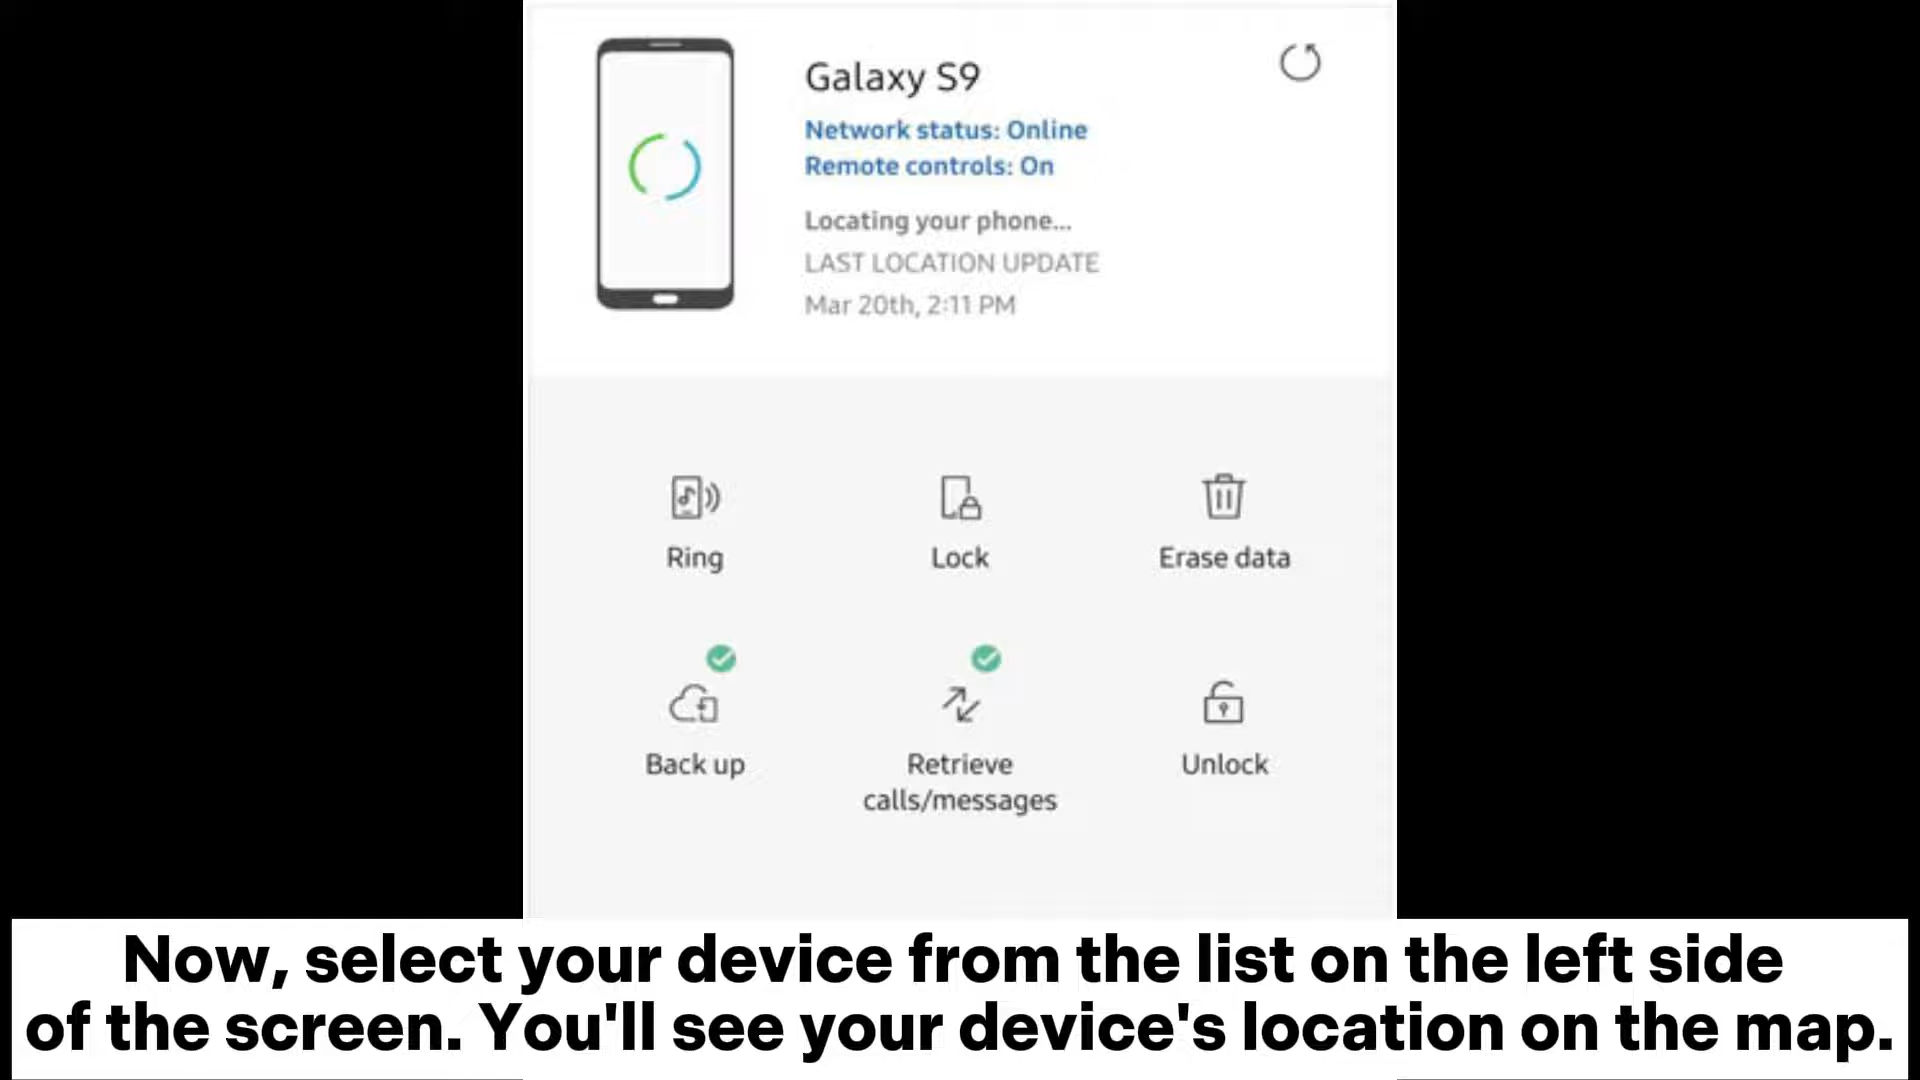 Galaxy S9
Network status: Online
Remote controls: On
Locating your phone...
LAST LOCATION UPDATE
Mar 20th, 2:11 PM
Ring
Lock
Erase data
Back up
Retrieve
calls/messages
Unlock
Now, select your device from the list on the left side
of the screen. You'll see your device's location on the map.